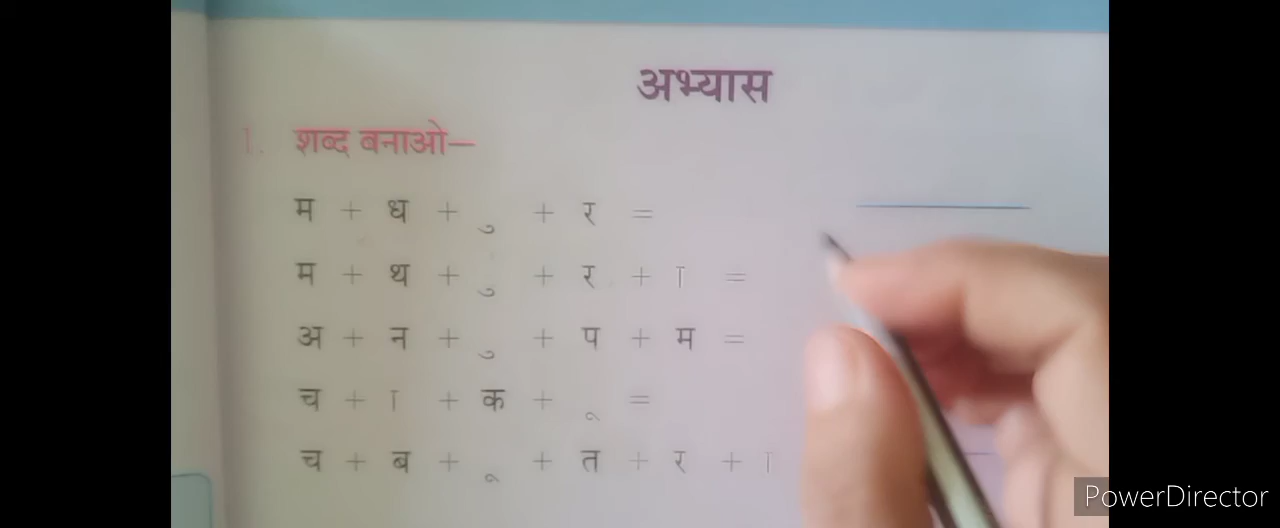 अभ्यास
1. शब्द बनाओ—
म + ध + ु + र =
म + थ + ु + र + ा =
अ + न + ु + प + म =
च + ा + क + ू =
च + ब + ू + त + र + ा
PowerDirector